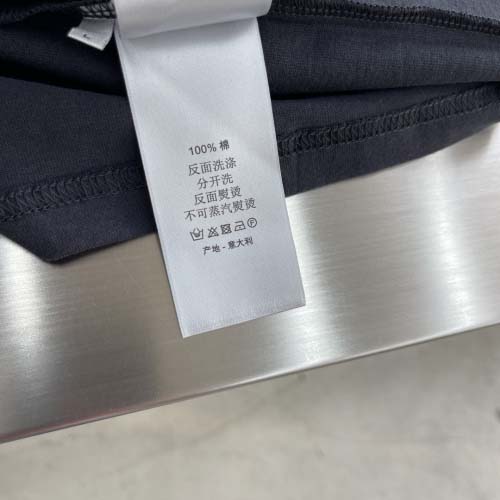 100% 棉
反面洗涤
分开洗
反面熨烫
不可蒸汽熨烫
产地 - 意大利